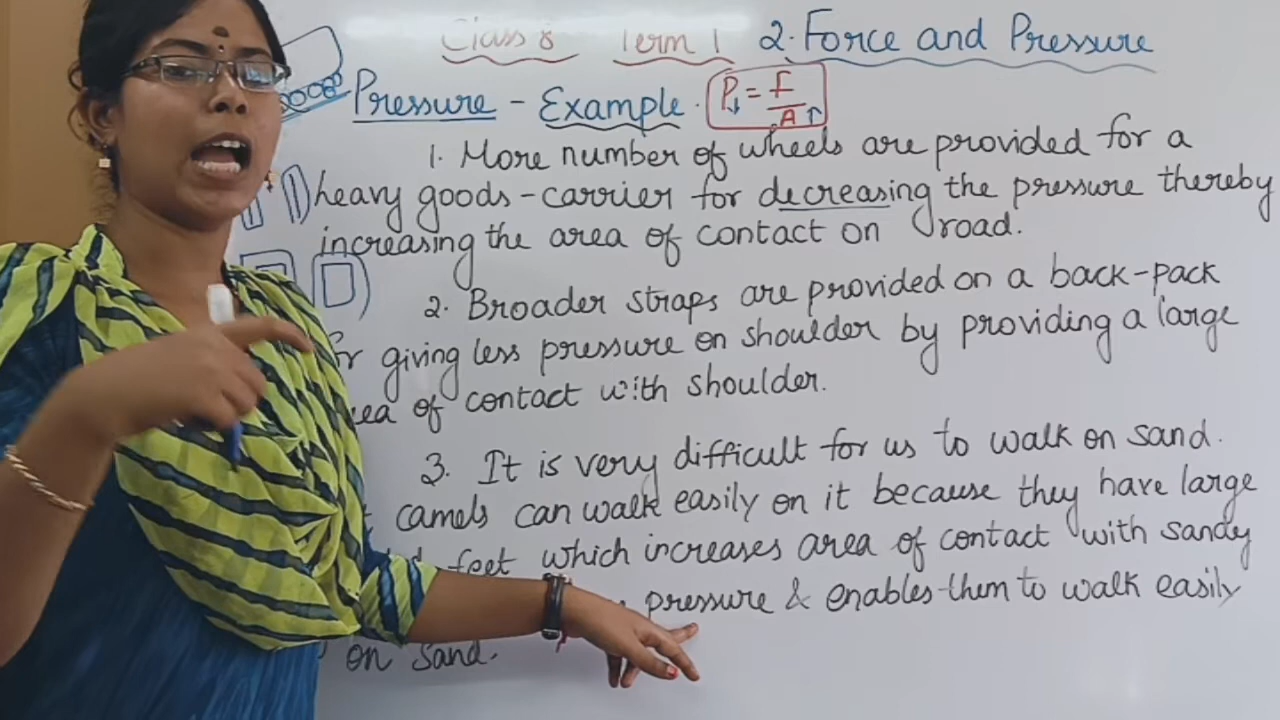 Class 8 Term 1 2. Force and Pressure
Pressure - Example. P↓ = F/A↑
1. More number of wheels are provided for a
heavy goods-carrier for decreasing the pressure thereby
increasing the area of contact on road.
2. Broader straps are provided on a back-pack
giving less pressure on shoulder by providing a large
of contact with shoulder.
3. It is very difficult for us to walk on sand.
camels can walk easily on it because they have large
feet which increases area of contact with sandy
pressure & enables them to walk easily
on sand.